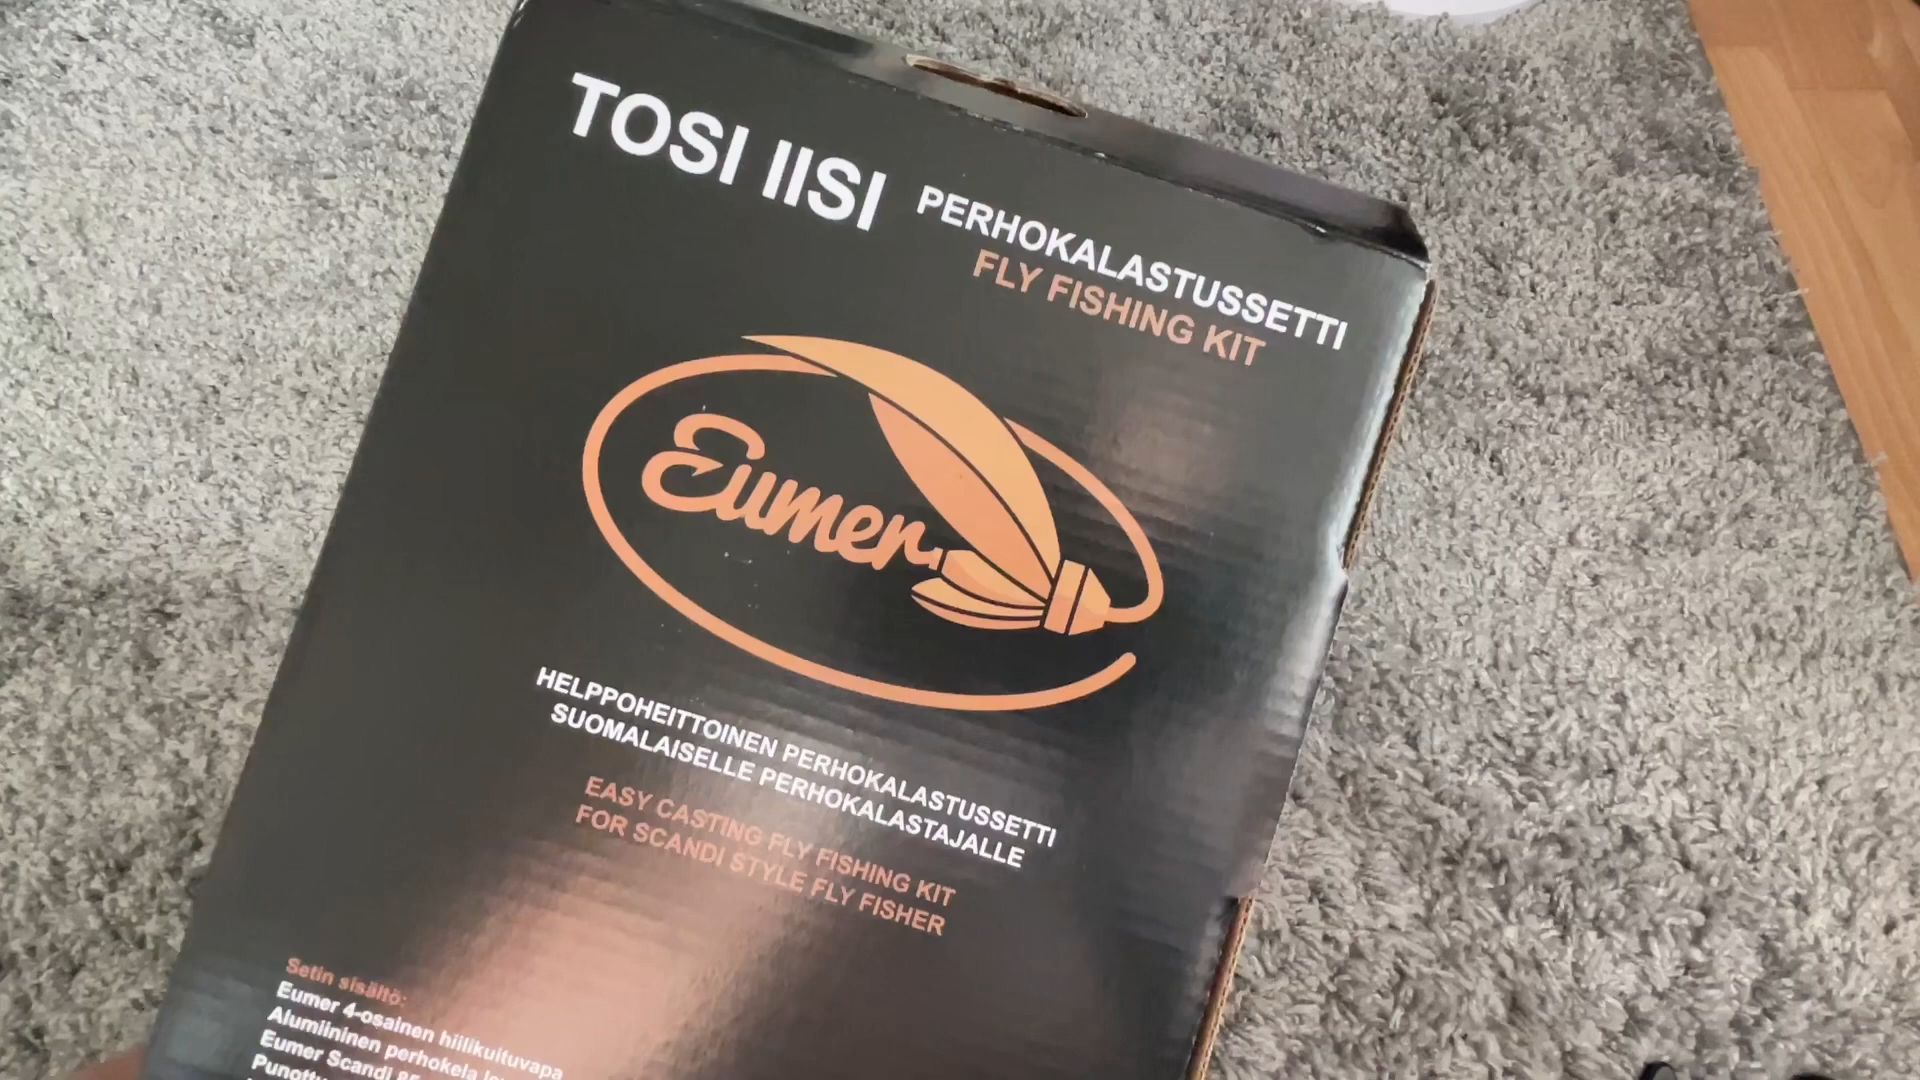 TOSI IISI
PERHOKALASTUSSETTI
FLY FISHING KIT
Eumer
HELPPOHEITTOINEN PERHOKALASTUSSETTI
SUOMALAISELLE PERHOKALASTAJALLE
EASY CASTING FLY FISHING KIT
FOR SCANDI STYLE FLY FISHER
Setin sisältö:
Eumer 4-osainen hiilikuituvapa
Alumiininen perhokela
Eumer Scandi